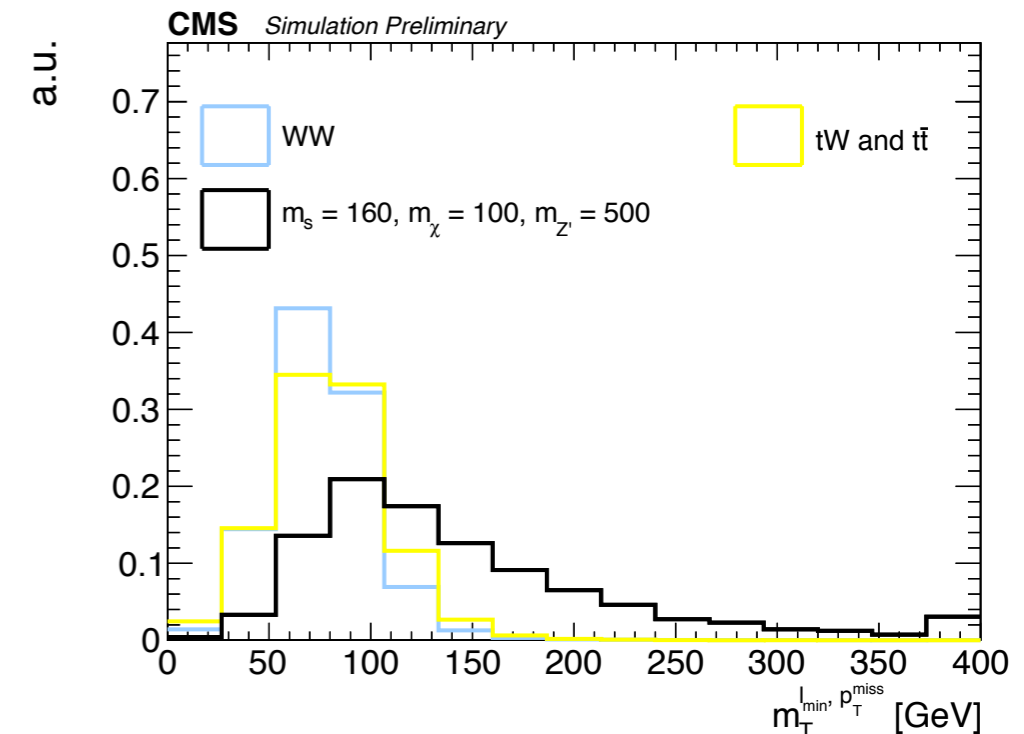 CMS Simulation Preliminary
a.u.
0.7
0.6
0.5
0.4
0.3
0.2
0.1
0
WW
tW and tt̄
m_s = 160, m_χ = 100, m_Z' = 500
0 50 100 150 200 250 300 350 400
m_T^{l_min, p_T^miss} [GeV]